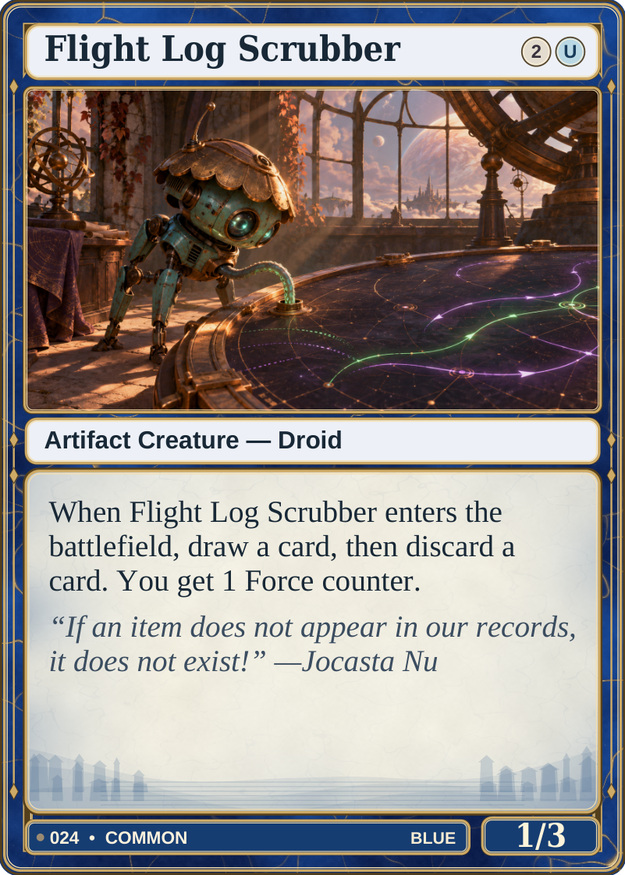 Flight Log Scrubber
2 U
Artifact Creature — Droid
When Flight Log Scrubber enters the
battlefield, draw a card, then discard a
card. You get 1 Force counter.
“If an item does not appear in our records,
it does not exist!” —Jocasta Nu
024 • COMMON
BLUE
1/3